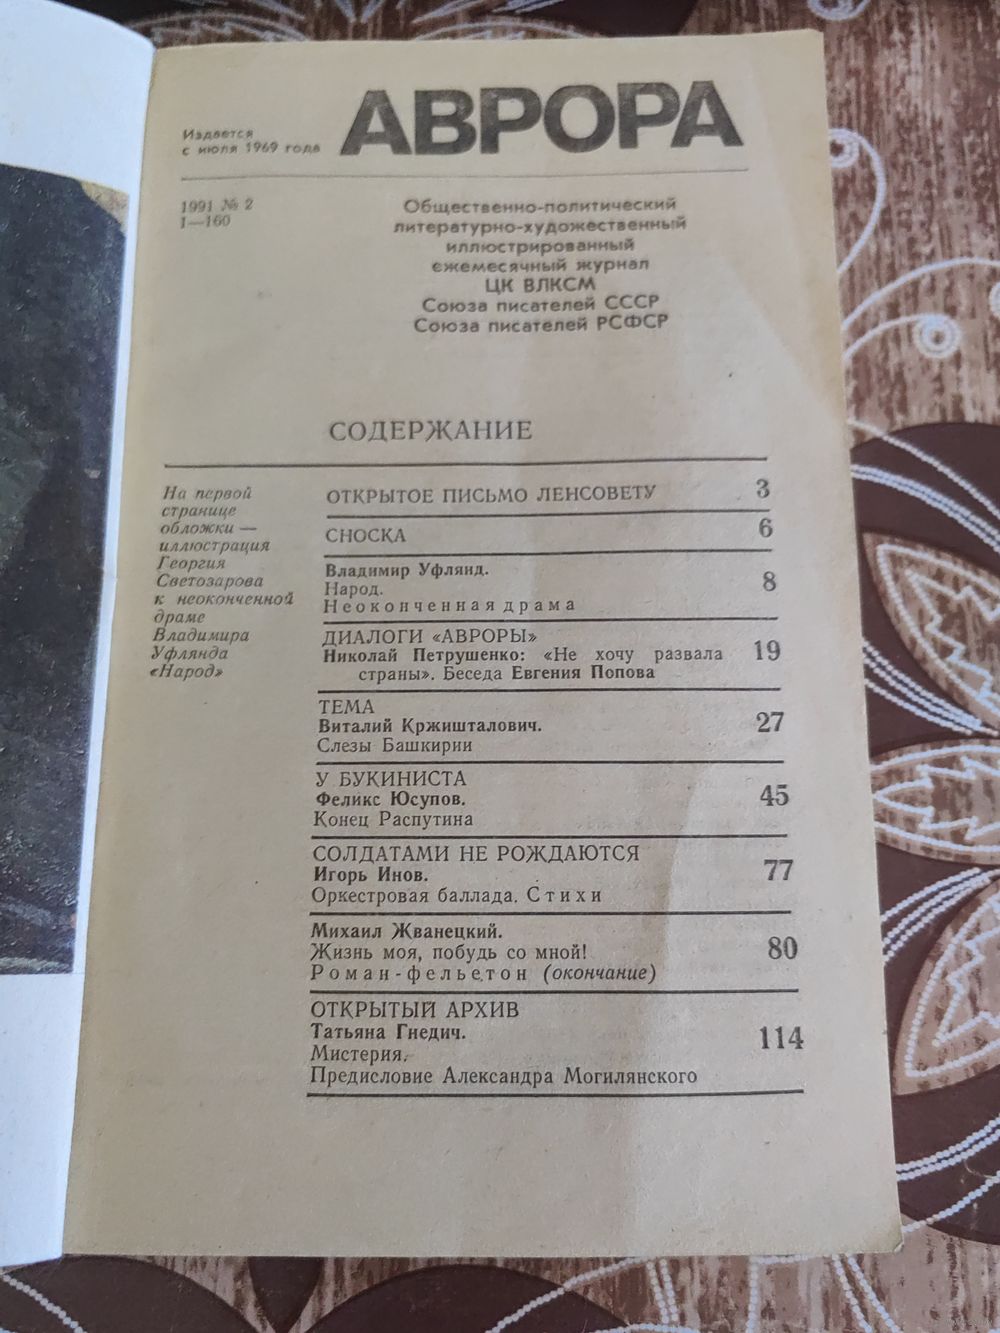 Издается
с июля 1969 года
АВРОРА
1991 № 2
1—160
Общественно-политический
литературно-художественный
иллюстрированный
ежемесячный журнал
ЦК ВЛКСМ
Союза писателей СССР
Союза писателей РСФСР
СОДЕРЖАНИЕ
На первой
странице
обложки —
иллюстрация
Георгия
Светозарова
к неоконченной
драме
Владимира
Уфлянда
«Народ»
ОТКРЫТОЕ ПИСЬМО ЛЕНСОВЕТУ 3
СНОСКА 6
Владимир Уфлянд.
Народ. 8
Неоконченная драма
ДИАЛОГИ «АВРОРЫ»
Николай Петрушенко: «Не хочу развала 19
страны». Беседа Евгения Попова
ТЕМА
Виталий Кржишталович. 27
Слезы Башкирии
У БУКИНИСТА
Феликс Юсупов. 45
Конец Распутина
СОЛДАТАМИ НЕ РОЖДАЮТСЯ
Игорь Инов. 77
Оркестровая баллада. Стихи
Михаил Жванецкий.
Жизнь моя, побудь со мной! 80
Роман-фельетон (окончание)
ОТКРЫТЫЙ АРХИВ
Татьяна Гнедич. 114
Мистерия.
Предисловие Александра Могилянского